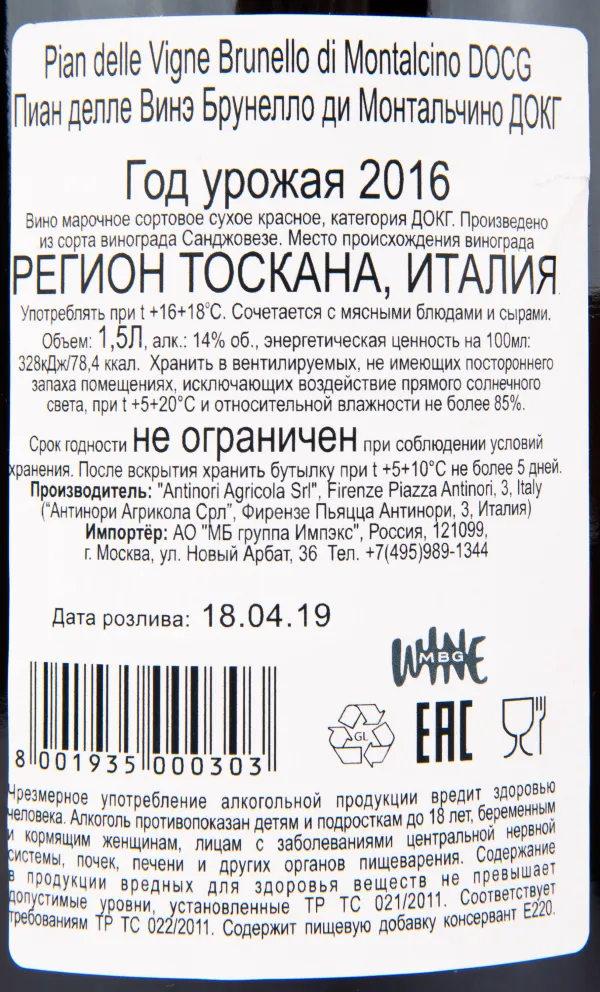 Pian delle Vigne Brunello di Montalcino DOCG
Пиан делле Винэ Брунелло ди Монтальчино ДОКГ
Год урожая 2016
Вино марочное сортовое сухое красное, категория ДОКГ. Произведено
из сорта винограда Санджовезе. Место происхождения винограда
РЕГИОН ТОСКАНА, ИТАЛИЯ
Употреблять при t +16+18°С. Сочетается с мясными блюдами и сырами.
Объем: 1,5Л, алк.: 14% об., энергетическая ценность на 100мл:
328кДж/78,4 ккал. Хранить в вентилируемых, не имеющих постороннего
запаха помещениях, исключающих воздействие прямого солнечного
света, при t +5+20°С и относительной влажности не более 85%.
Срок годности не ограничен при соблюдении условий
хранения. После вскрытия хранить бутылку при t +5+10°С не более 5 дней.
Производитель: "Antinori Agricola Srl", Firenze Piazza Antinori, 3, Italy
("Антинори Агрикола Срл", Фирензе Пьяцца Антинори, 3, Италия)
Импортёр: АО "МБ группа Импэкс", Россия, 121099,
г. Москва, ул. Новый Арбат, 36 Тел. +7(495)989-1344
Дата розлива: 18.04.19
WINE
MBG
GL
EAC
8 001935 000303
Чрезмерное употребление алкогольной продукции вредит здоровью
человека. Алкоголь противопоказан детям и подросткам до 18 лет, беременным
и кормящим женщинам, лицам с заболеваниями центральной нервной
системы, почек, печени и других органов пищеварения. Содержание
в продукции вредных для здоровья веществ не превышает
допустимые уровни, установленные ТР ТС 021/2011. Соответствует
требованиям ТР ТС 022/2011. Содержит пищевую добавку консервант Е220.